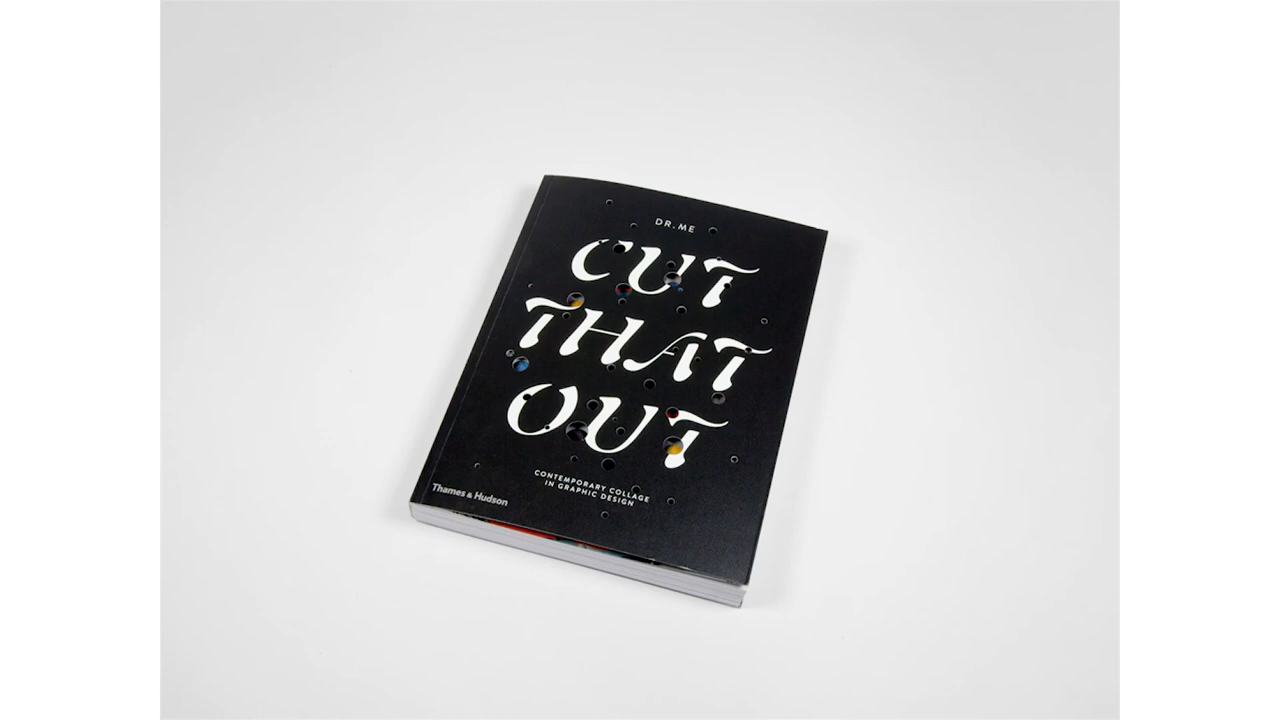 DR.ME
CUT
THAT
OUT
CONTEMPORARY COLLAGE
IN GRAPHIC DESIGN
Thames & Hudson